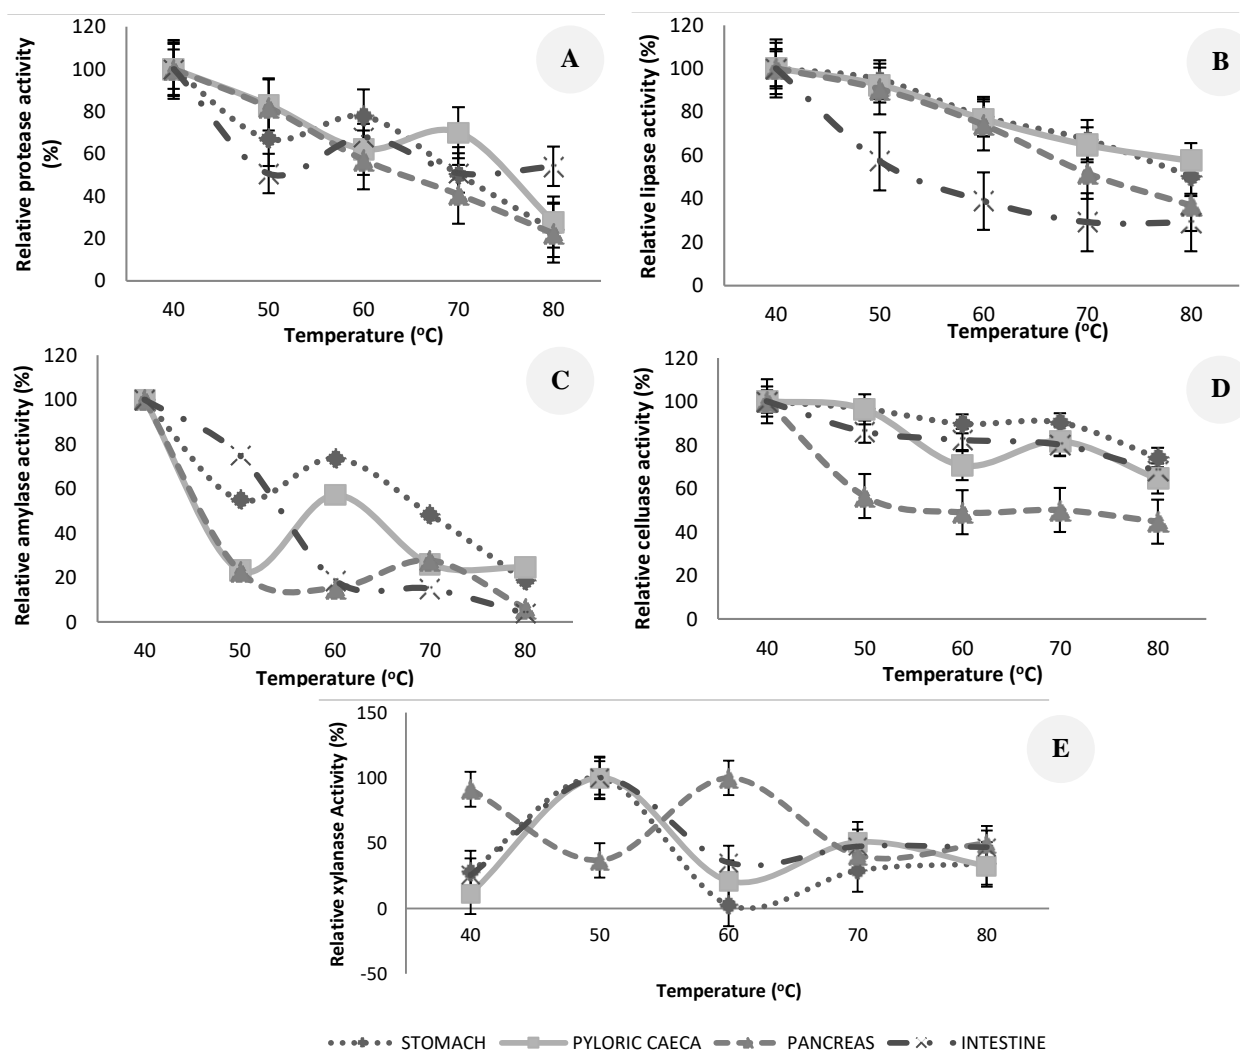 Relative protease activity
(%)
120
100
80
60
40
20
0
40 50 60 70 80
Temperature (ºC)
A
Relative lipase activity (%)
120
100
80
60
40
20
0
40 50 60 70 80
Temperature (ºC)
B
Relative amylase activity (%)
120
100
80
60
40
20
0
40 50 60 70 80
Temperature (ºC)
C
Relative celluase activity (%)
120
100
80
60
40
20
0
40 50 60 70 80
Temperature (ºC)
D
Relative xylanase Activity (%)
150
100
50
0
-50
40 50 60 70 80
Temperature (ºC)
E
STOMACH PYLORIC CAECA PANCREAS INTESTINE